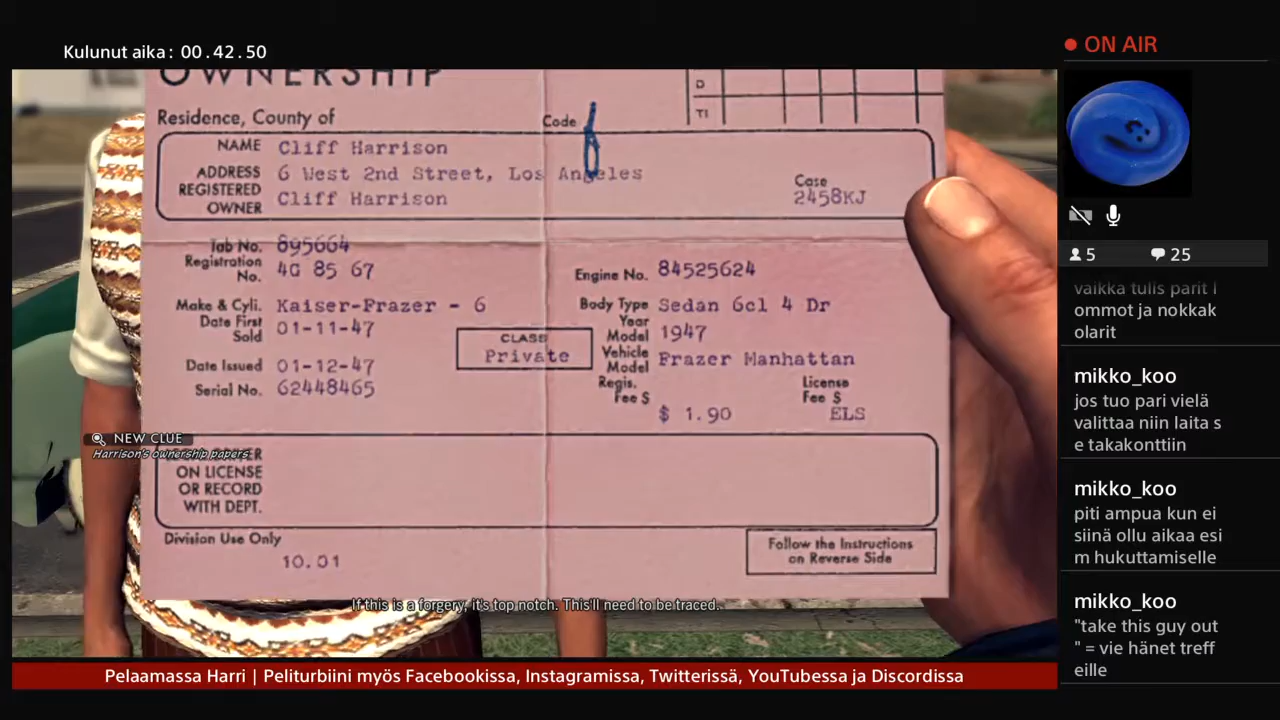 Kulunut aika: 00.42.50
ON AIR
OWNERSHIP
D
TI
Residence, County of
Code
NAME Cliff Harrison
ADDRESS 6 West 2nd Street, Los Angeles
REGISTERED
OWNER Cliff Harrison
Case
2458KJ
Tab No. 895664
Registration
No. 4G 85 67
Engine No. 84525624
Make & Cyli. Kaiser-Frazer - 6
Body Type Sedan 6cl 4 Dr
Date First
Sold 01-11-47
Year
Model 1947
CLASS
Private
Vehicle
Model Frazer Manhattan
Date Issued 01-12-47
Serial No. 62448465
Regis.
Fee $
$ 1.90
License
Fee $
ELS
NEW CLUE
Harrison's ownership papers
ON LICENSE
OR RECORD
WITH DEPT.
Division Use Only
10.01
Follow the Instructions
on Reverse Side
If this is a forgery, it's top notch. This'll need to be traced.
Pelaamassa Harri | Peliturbiini myös Facebookissa, Instagramissa, Twitterissä, YouTubessa ja Discordissa
5 25
vaikka tulis parit l
ommot ja nokkak
olarit
mikko_koo
jos tuo pari vielä
valittaa niin laita s
e takakonttiin
mikko_koo
piti ampua kun ei
siinä ollu aikaa esi
m hukuttamiselle
mikko_koo
"take this guy out
" = vie hänet treff
eille